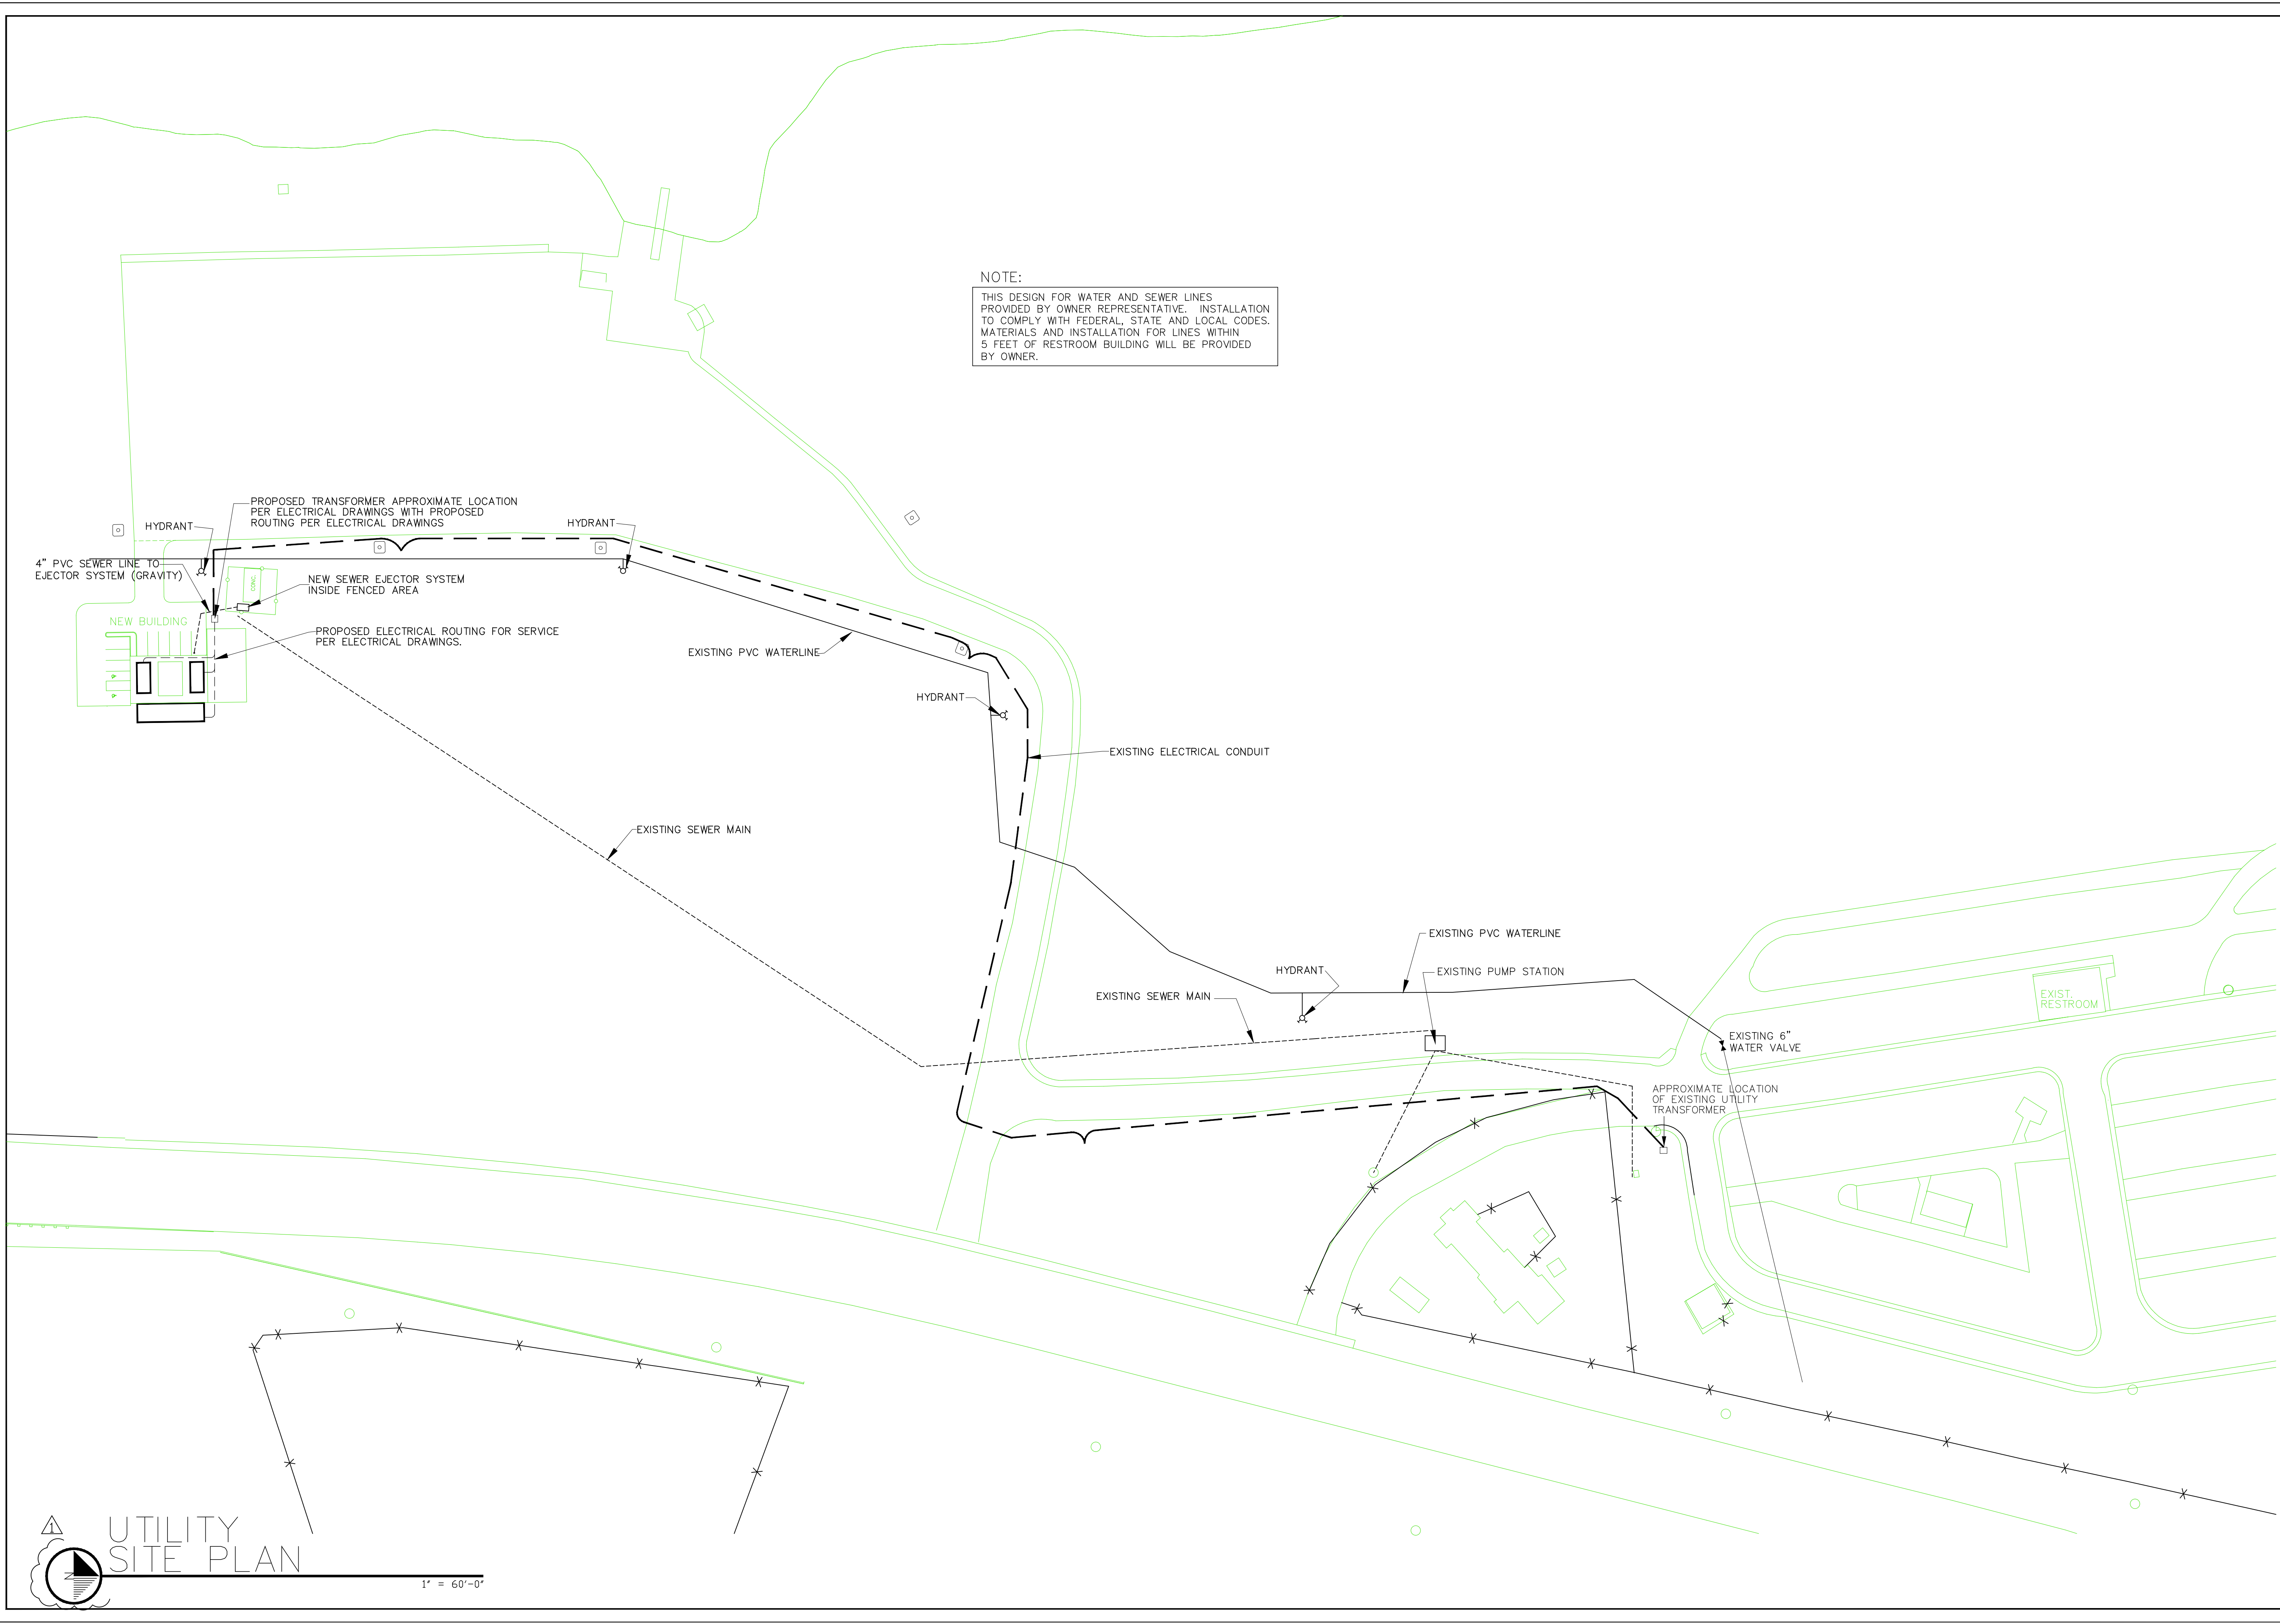 NOTE:
THIS DESIGN FOR WATER AND SEWER LINES
PROVIDED BY OWNER REPRESENTATIVE. INSTALLATION
TO COMPLY WITH FEDERAL, STATE AND LOCAL CODES.
MATERIALS AND INSTALLATION FOR LINES WITHIN
5 FEET OF RESTROOM BUILDING WILL BE PROVIDED
BY OWNER.
PROPOSED TRANSFORMER APPROXIMATE LOCATION
PER ELECTRICAL DRAWINGS WITH PROPOSED
ROUTING PER ELECTRICAL DRAWINGS
HYDRANT
HYDRANT
4" PVC SEWER LINE TO
EJECTOR SYSTEM (GRAVITY)
CONC.
NEW SEWER EJECTOR SYSTEM
INSIDE FENCED AREA
NEW BUILDING
PROPOSED ELECTRICAL ROUTING FOR SERVICE
PER ELECTRICAL DRAWINGS.
EXISTING PVC WATERLINE
HYDRANT
EXISTING ELECTRICAL CONDUIT
EXISTING SEWER MAIN
EXISTING PVC WATERLINE
HYDRANT
EXISTING PUMP STATION
EXISTING SEWER MAIN
EXIST.
RESTROOM
EXISTING 6"
WATER VALVE
APPROXIMATE LOCATION
OF EXISTING UTILITY
TRANSFORMER
1
UTILITY
SITE PLAN
N
1" = 60'-0"